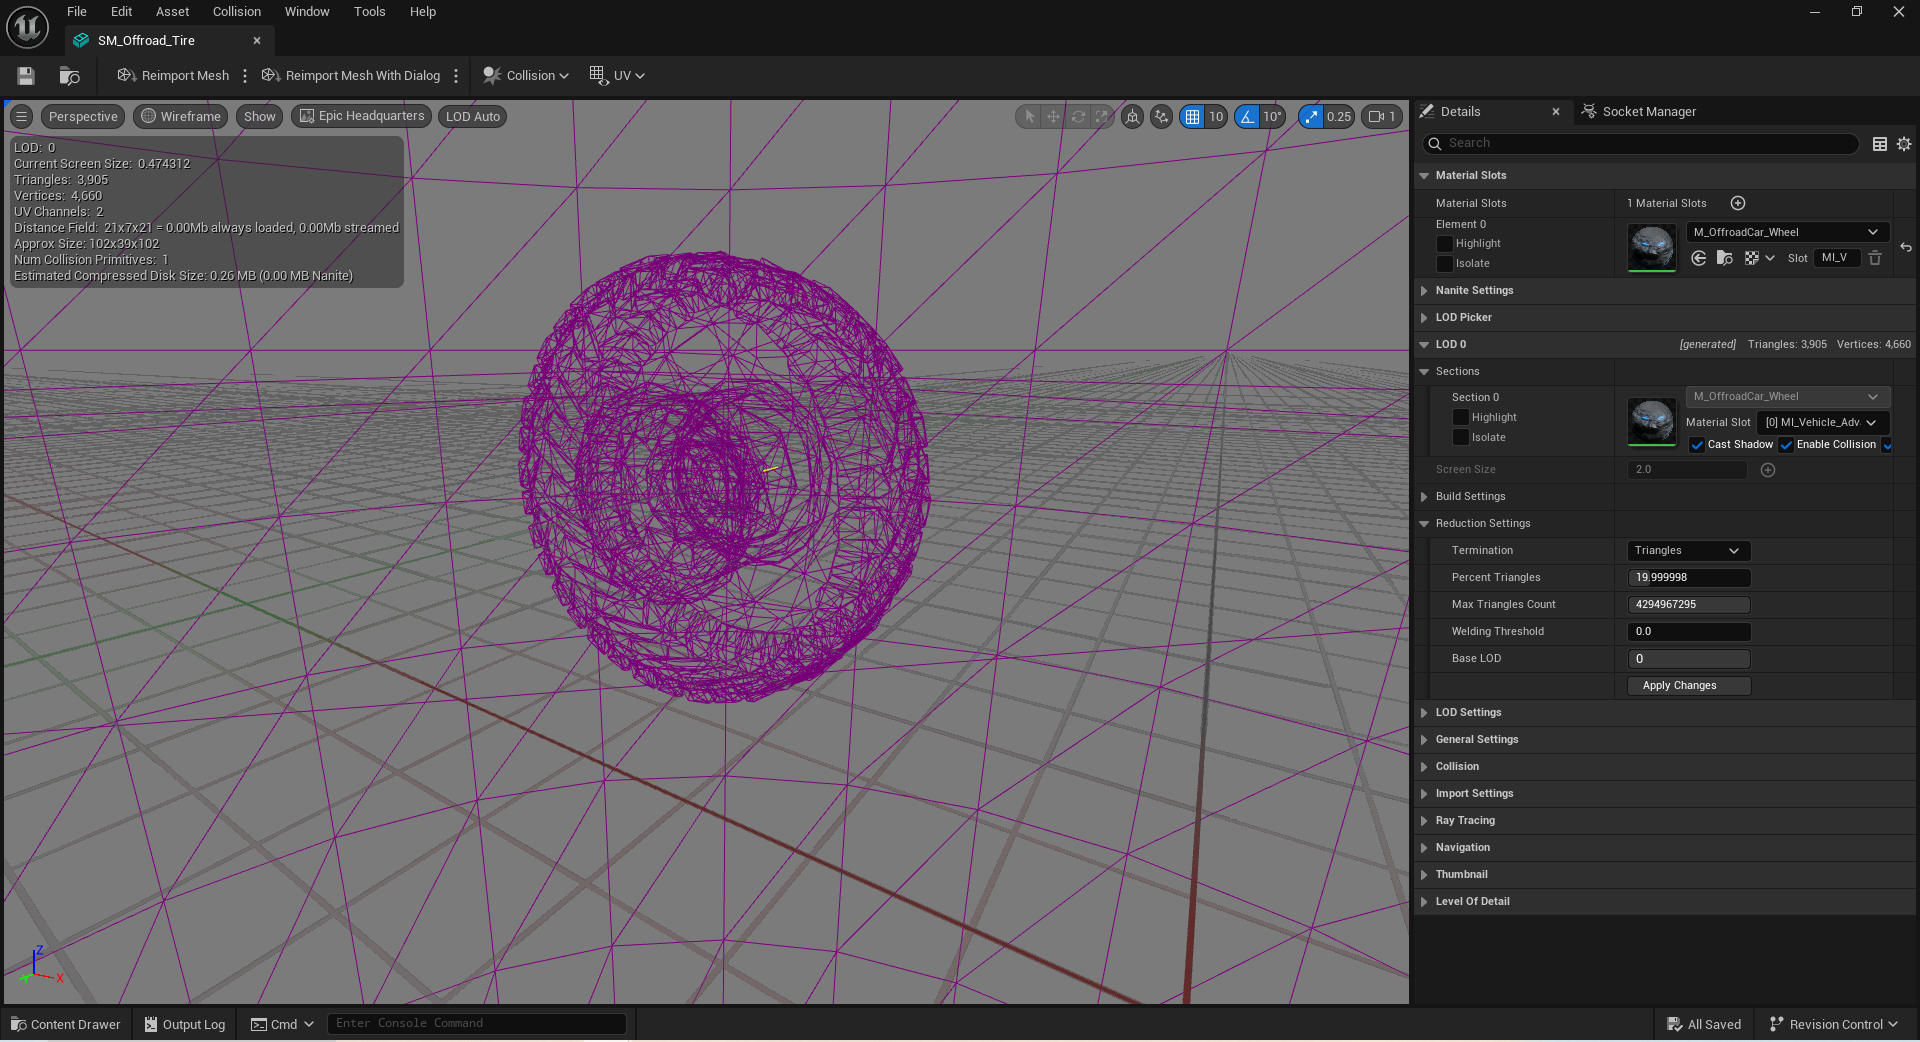 File Edit Asset Collision Window Tools Help
SM_Offroad_Tire
Reimport Mesh Reimport Mesh With Dialog Collision UV
Perspective Wireframe Show Epic Headquarters LOD Auto 10 10° 0.25 1
LOD: 0
Current Screen Size: 0.474312
Triangles: 3,905
Vertices: 4,660
UV Channels: 2
Distance Field: 21x7x21 = 0.00Mb always loaded, 0.00Mb streamed
Approx Size: 102x39x102
Num Collision Primitives: 1
Estimated Compressed Disk Size: 0.26 MB (0.00 MB Nanite)
Z
X
Details Socket Manager
Search
Material Slots
Material Slots 1 Material Slots
Element 0
Highlight
Isolate
M_OffroadCar_Wheel
Slot MI_V
Nanite Settings
LOD Picker
LOD 0 [generated] Triangles: 3,905 Vertices: 4,660
Sections
Section 0
Highlight
Isolate
M_OffroadCar_Wheel
Material Slot [0] MI_Vehicle_Adv
Cast Shadow Enable Collision
Screen Size 2.0
Build Settings
Reduction Settings
Termination Triangles
Percent Triangles 19.999998
Max Triangles Count 4294967295
Welding Threshold 0.0
Base LOD 0
Apply Changes
LOD Settings
General Settings
Collision
Import Settings
Ray Tracing
Navigation
Thumbnail
Level Of Detail
Content Drawer Output Log Cmd Enter Console Command All Saved Revision Control